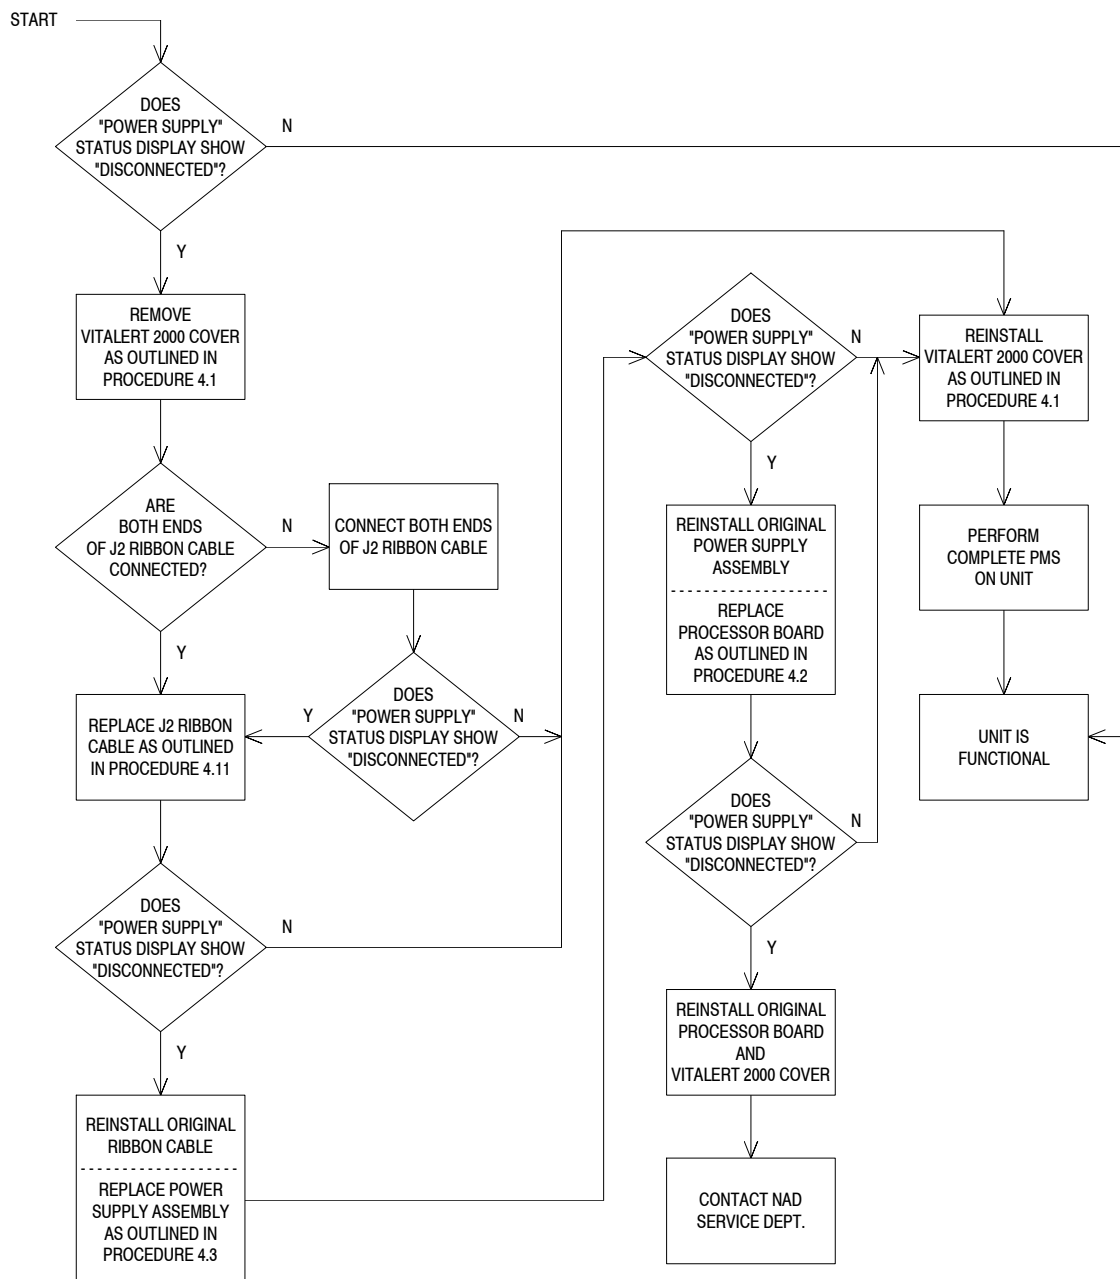 START
DOES
"POWER SUPPLY"
STATUS DISPLAY SHOW
"DISCONNECTED"?
N
Y
REMOVE
VITALERT 2000 COVER
AS OUTLINED IN
PROCEDURE 4.1
ARE
BOTH ENDS
OF J2 RIBBON CABLE
CONNECTED?
N
Y
CONNECT BOTH ENDS
OF J2 RIBBON CABLE
DOES
"POWER SUPPLY"
STATUS DISPLAY SHOW
"DISCONNECTED"?
Y
N
REPLACE J2 RIBBON
CABLE AS OUTLINED
IN PROCEDURE 4.11
DOES
"POWER SUPPLY"
STATUS DISPLAY SHOW
"DISCONNECTED"?
N
Y
REINSTALL ORIGINAL
RIBBON CABLE
REPLACE POWER
SUPPLY ASSEMBLY
AS OUTLINED IN
PROCEDURE 4.3
DOES
"POWER SUPPLY"
STATUS DISPLAY SHOW
"DISCONNECTED"?
N
Y
REINSTALL ORIGINAL
POWER SUPPLY
ASSEMBLY
REPLACE
PROCESSOR BOARD
AS OUTLINED IN
PROCEDURE 4.2
DOES
"POWER SUPPLY"
STATUS DISPLAY SHOW
"DISCONNECTED"?
N
Y
REINSTALL ORIGINAL
PROCESSOR BOARD
AND
VITALERT 2000 COVER
CONTACT NAD
SERVICE DEPT.
REINSTALL
VITALERT 2000 COVER
AS OUTLINED IN
PROCEDURE 4.1
PERFORM
COMPLETE PMS
ON UNIT
UNIT IS
FUNCTIONAL